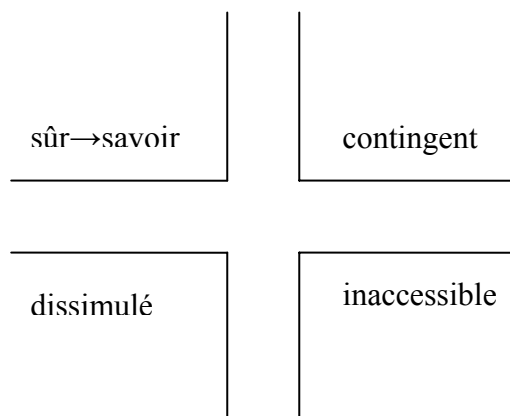 sûr→savoir
contingent
dissimulé
inaccessible